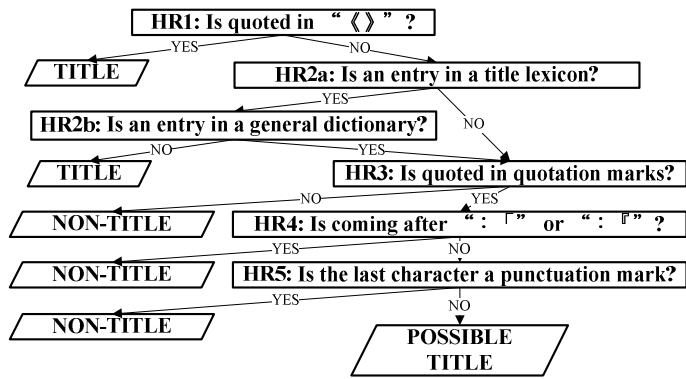 HR1: Is quoted in “《》”?
YES
NO
TITLE
HR2a: Is an entry in a title lexicon?
YES
NO
HR2b: Is an entry in a general dictionary?
NO
YES
TITLE
HR3: Is quoted in quotation marks?
NO
YES
NON-TITLE
HR4: Is coming after “：「” or “：『”?
YES
NO
NON-TITLE
HR5: Is the last character a punctuation mark?
YES
NO
NON-TITLE
POSSIBLE
TITLE